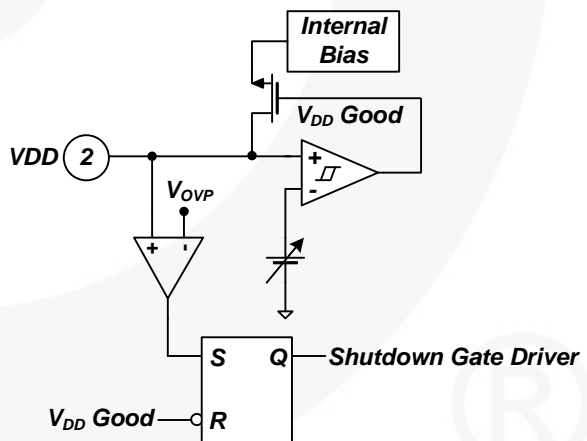 Internal
Bias
V_DD Good
VDD 2
+
-
V_OVP
+ -
S Q Shutdown Gate Driver
V_DD Good R
®